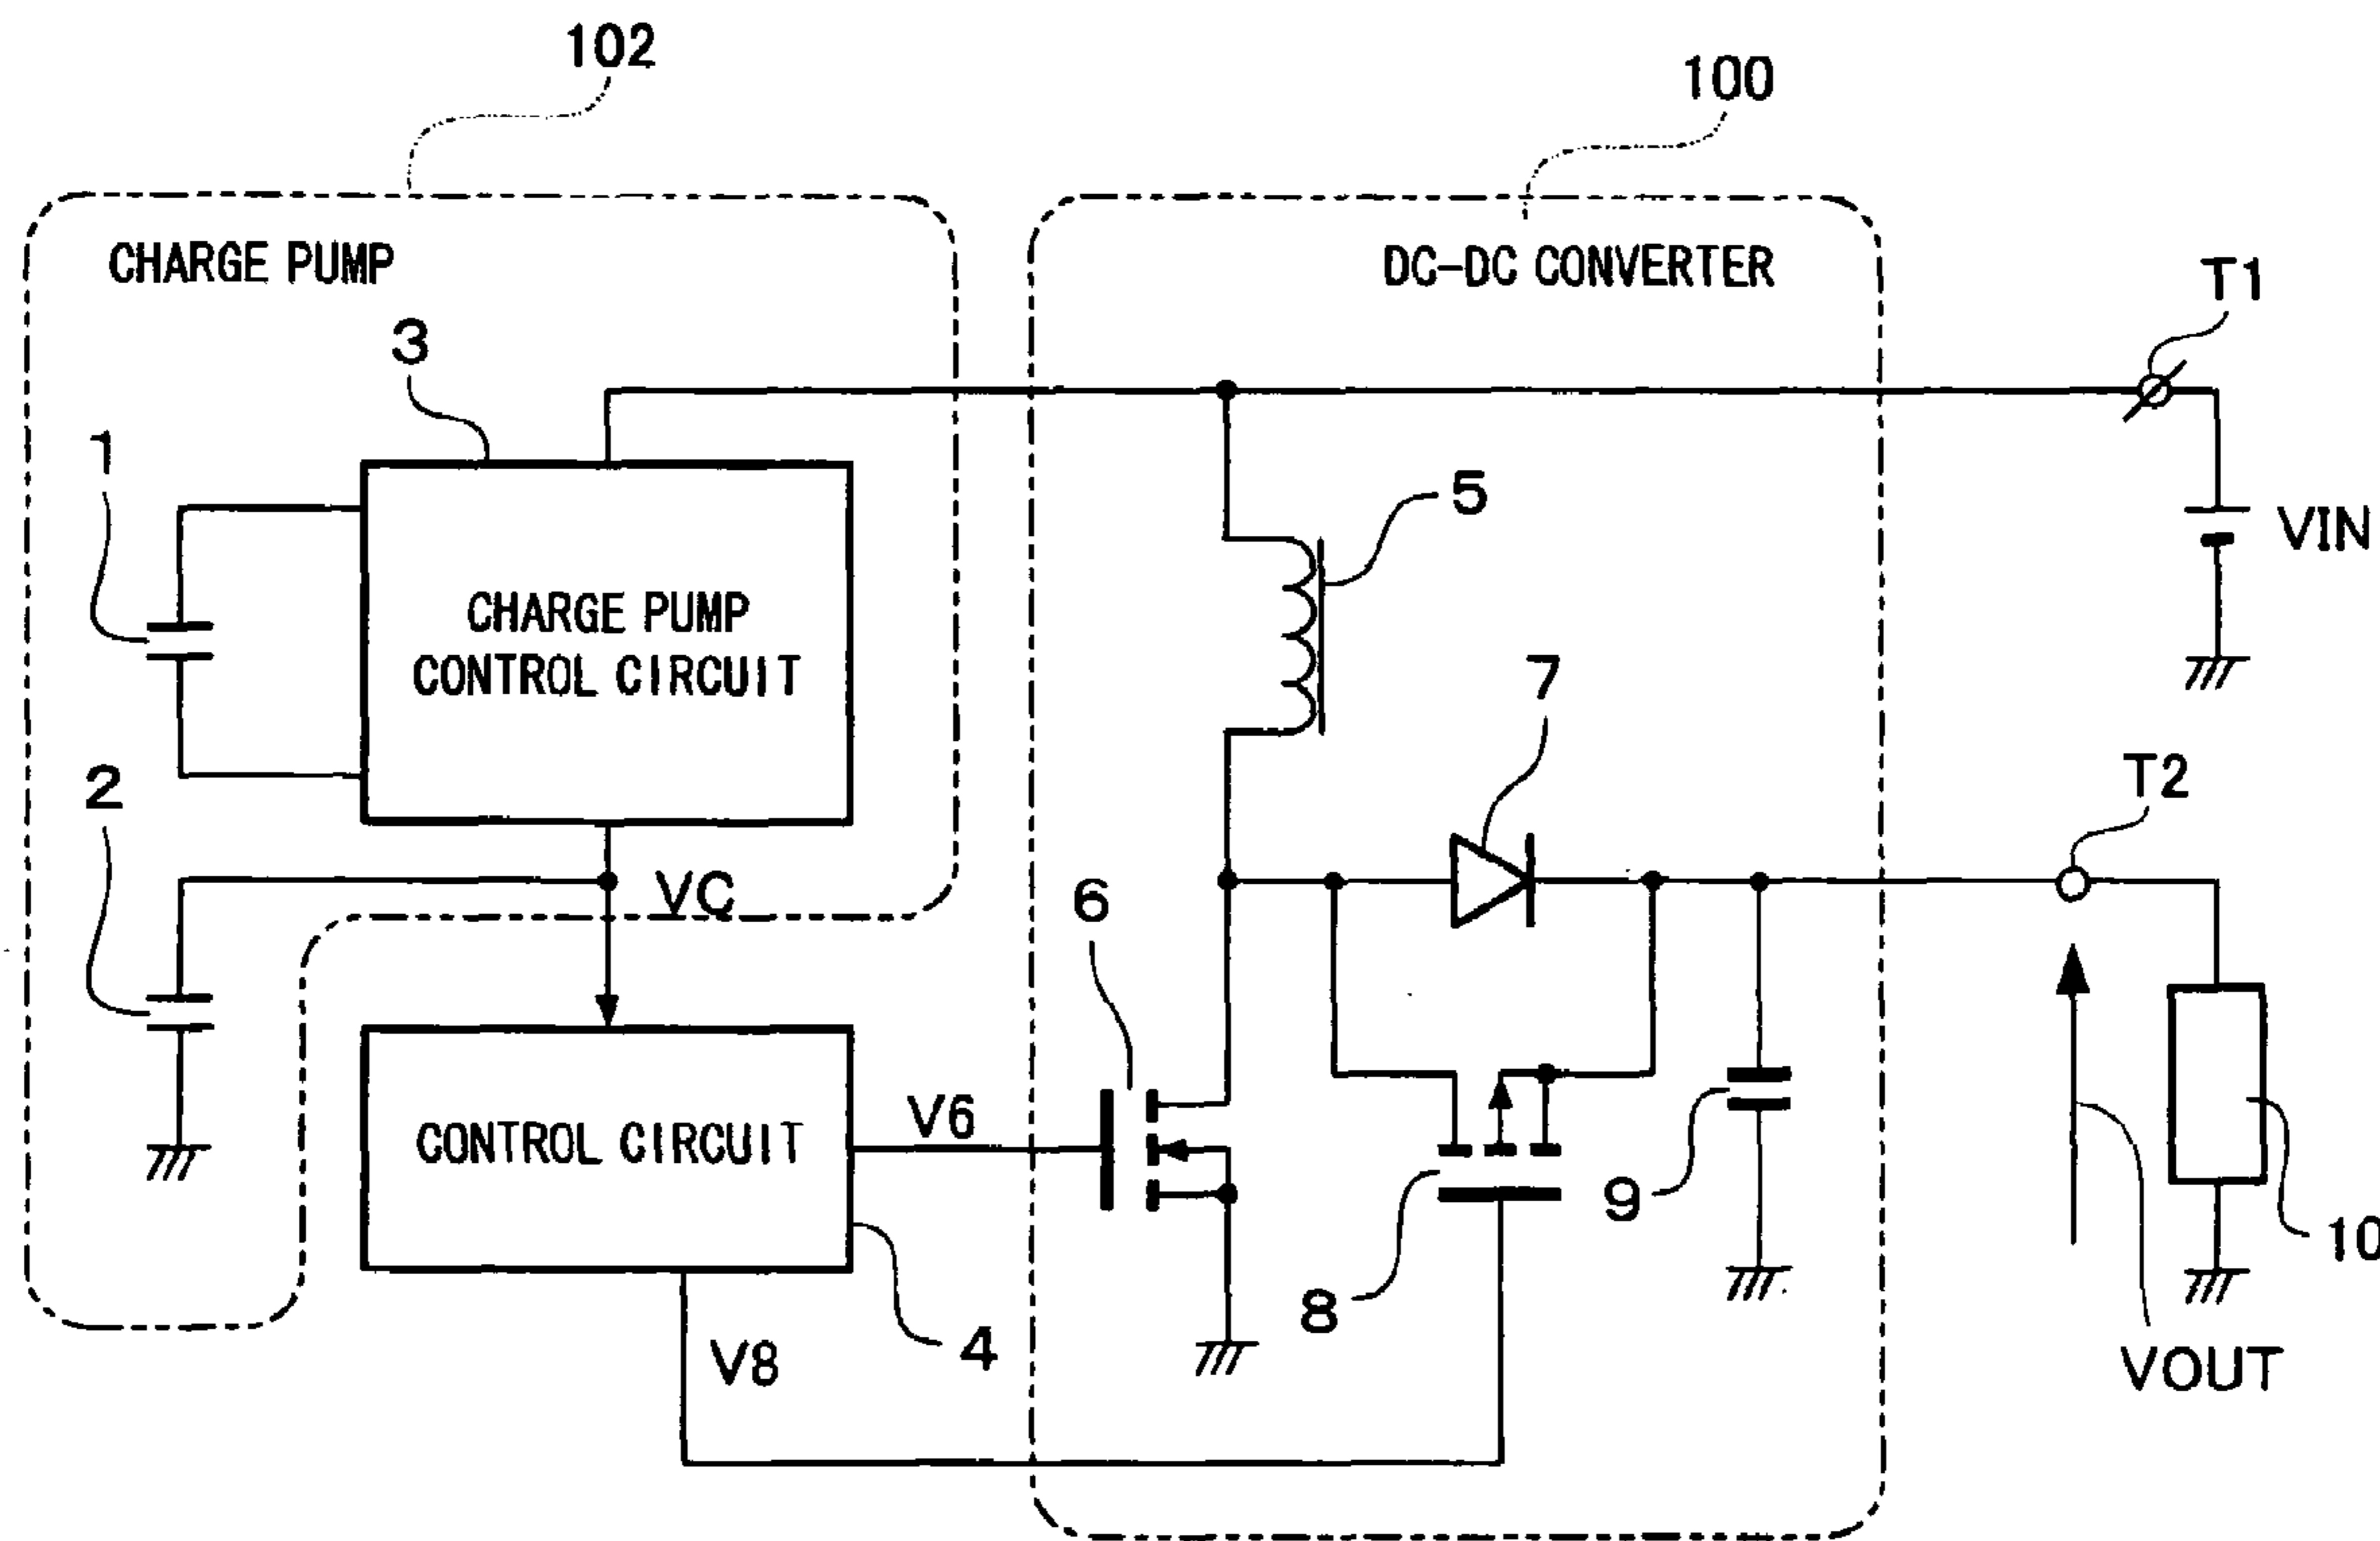 102
100
CHARGE PUMP
DC-DC CONVERTER
T1
3
1
5
VIN
CHARGE PUMP
CONTROL CIRCUIT
7
2
T2
VC
6
V6
CONTROL CIRCUIT
9
10
8
4
V8
VOUT